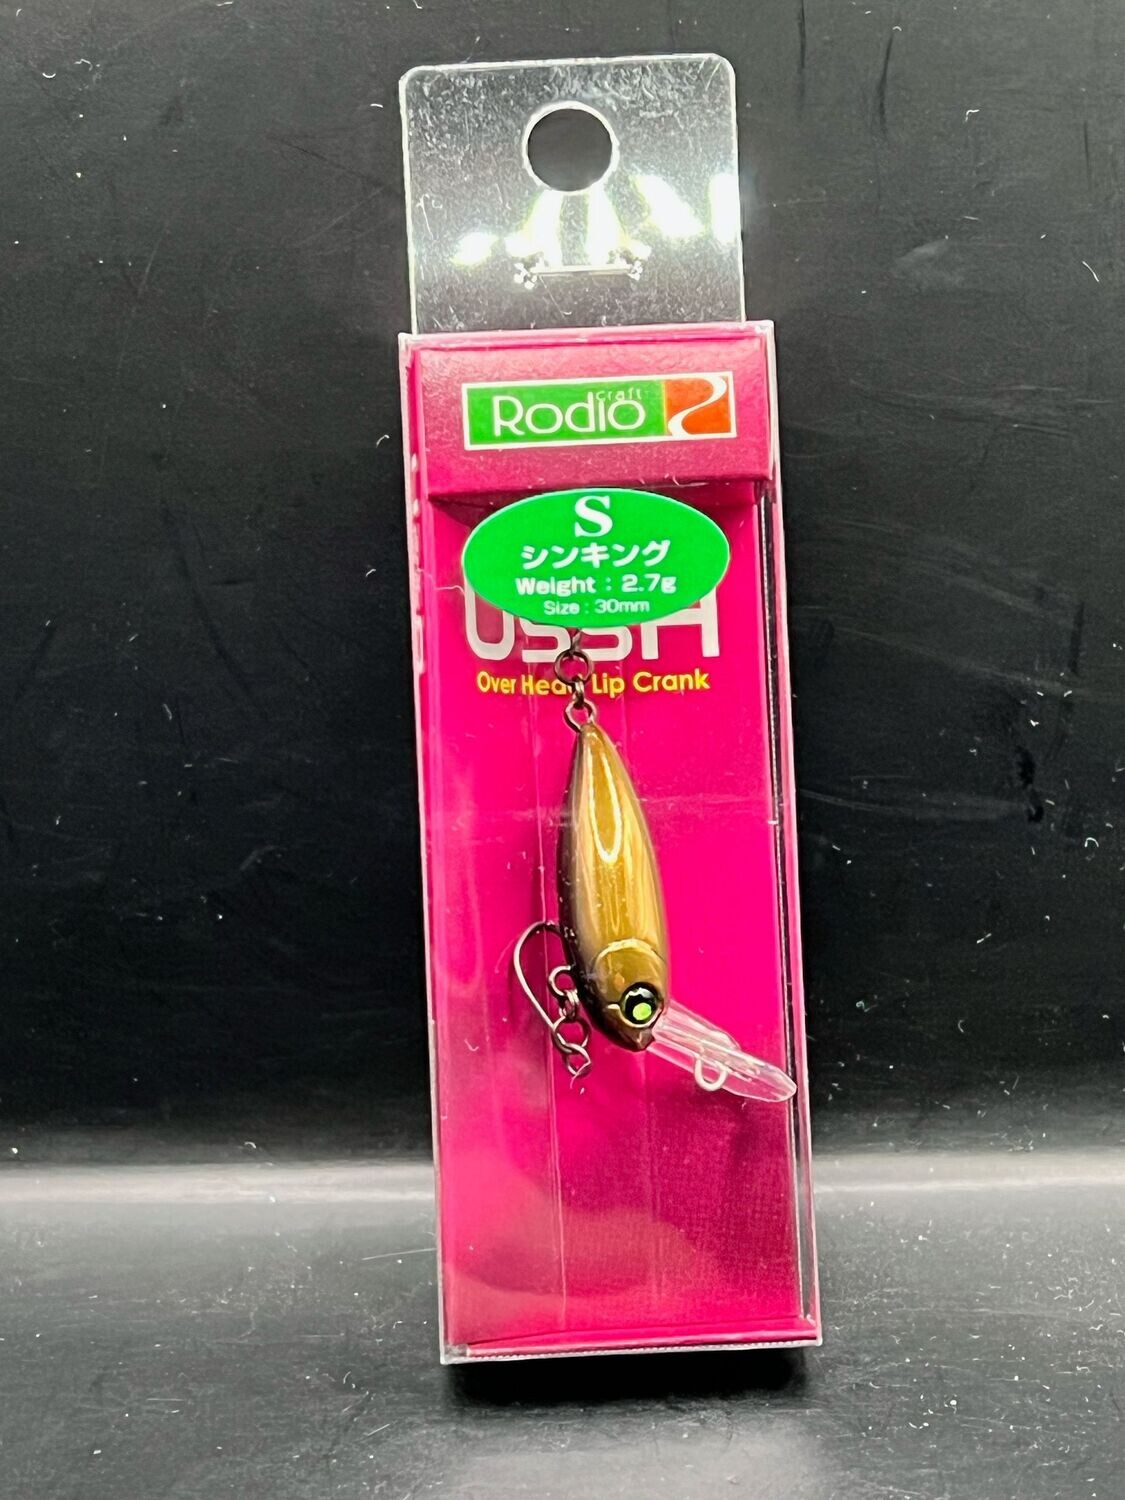 Rodio craft
S
シンキング
Weight : 2.7g
Size : 30mm
Over Head Lip Crank